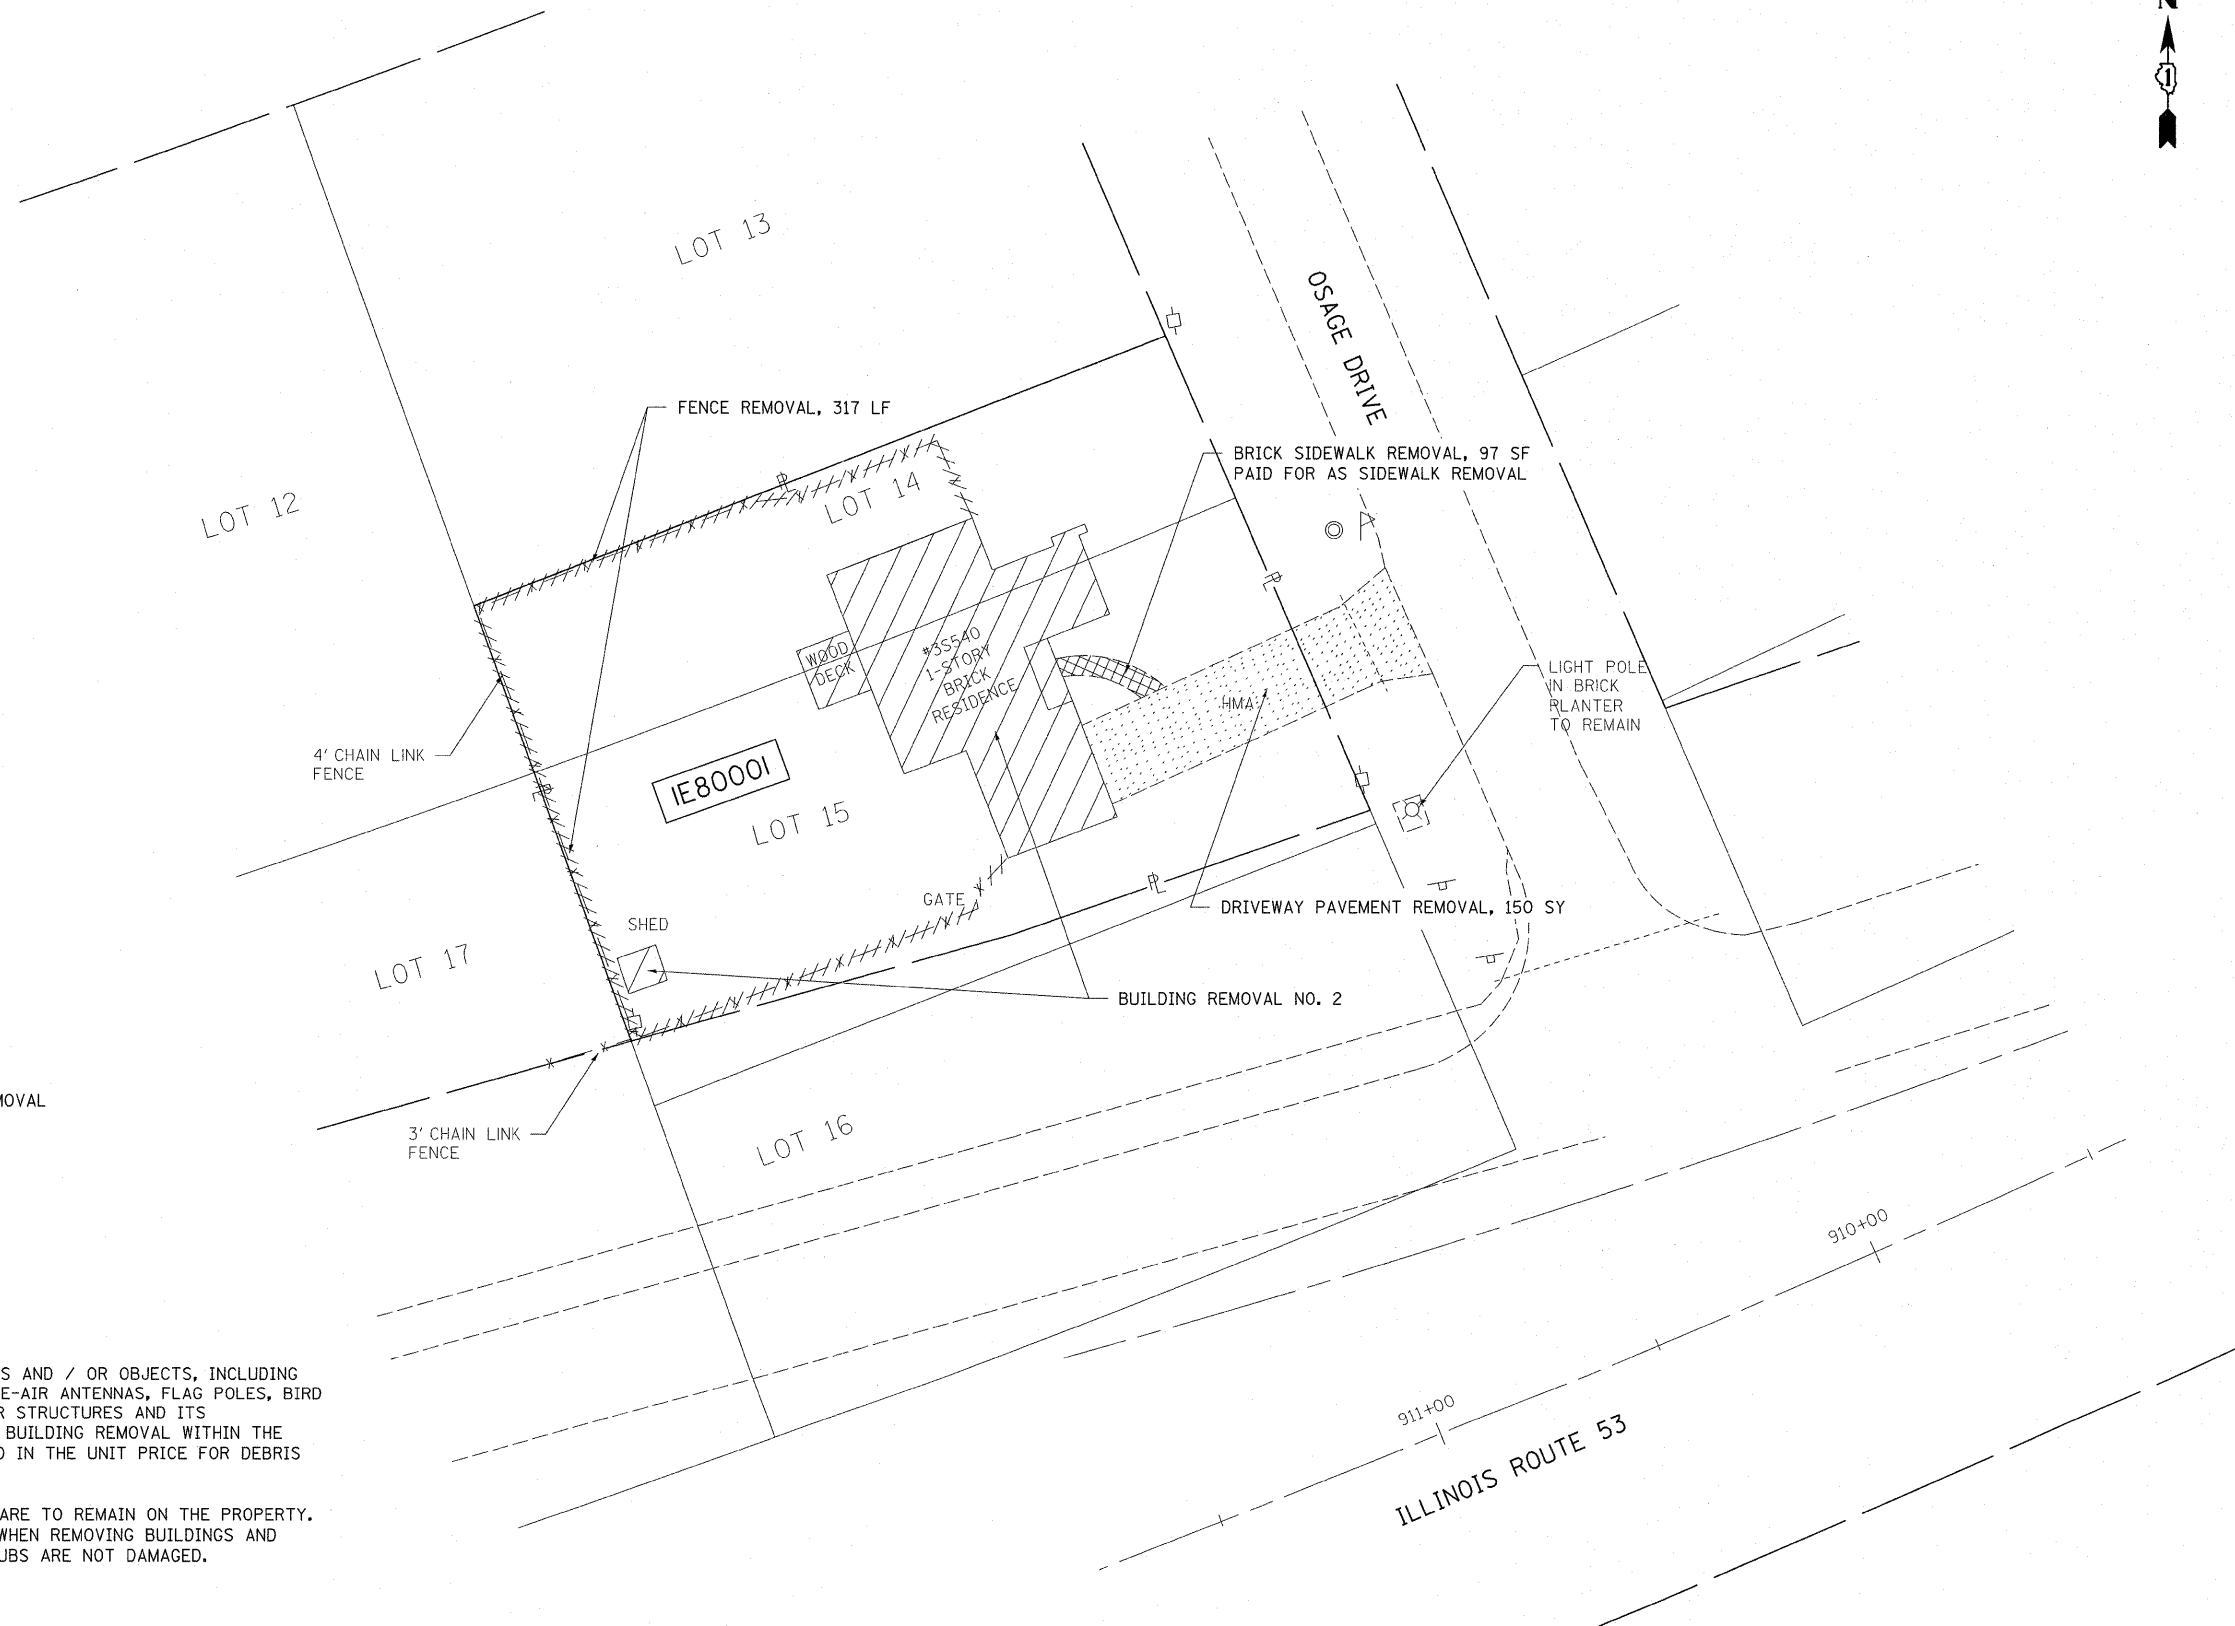 N
1
LOT 13
OSAGE DRIVE
FENCE REMOVAL, 317 LF
BRICK SIDEWALK REMOVAL, 97 SF
PAID FOR AS SIDEWALK REMOVAL
PL
LOT 14
LOT 12
PL
WOOD
DECK
#3S540
1-STORY
BRICK
RESIDENCE
HMA
LIGHT POLE
IN BRICK
PLANTER
TO REMAIN
4' CHAIN LINK
FENCE
PL
1E80001
LOT 15
PL
GATE
DRIVEWAY PAVEMENT REMOVAL, 150 SY
SHED
LOT 17
BUILDING REMOVAL NO. 2
MOVAL
3' CHAIN LINK
FENCE
LOT 16
910+00
911+00
ILLINOIS ROUTE 53
S AND / OR OBJECTS, INCLUDING
E-AIR ANTENNAS, FLAG POLES, BIRD
R STRUCTURES AND ITS
BUILDING REMOVAL WITHIN THE
D IN THE UNIT PRICE FOR DEBRIS
ARE TO REMAIN ON THE PROPERTY.
WHEN REMOVING BUILDINGS AND
UBS ARE NOT DAMAGED.